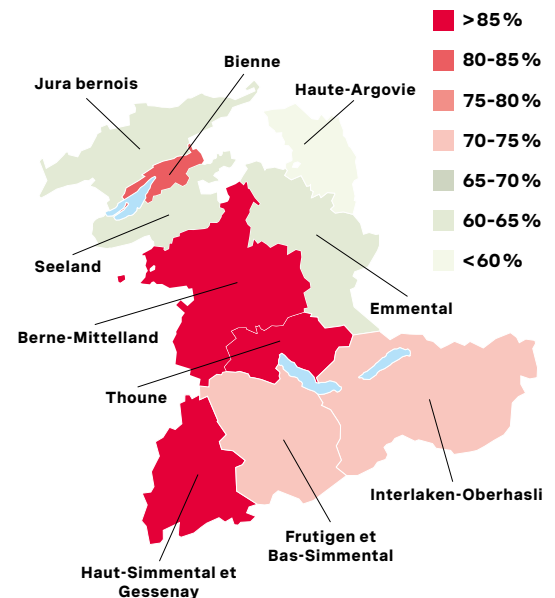 >85%
80-85%
75-80%
70-75%
65-70%
60-65%
<60%
Bienne
Jura bernois
Haute-Argovie
Seeland
Emmental
Berne-Mittelland
Thoune
Interlaken-Oberhasli
Frutigen et
Bas-Simmental
Haut-Simmental et
Gessenay